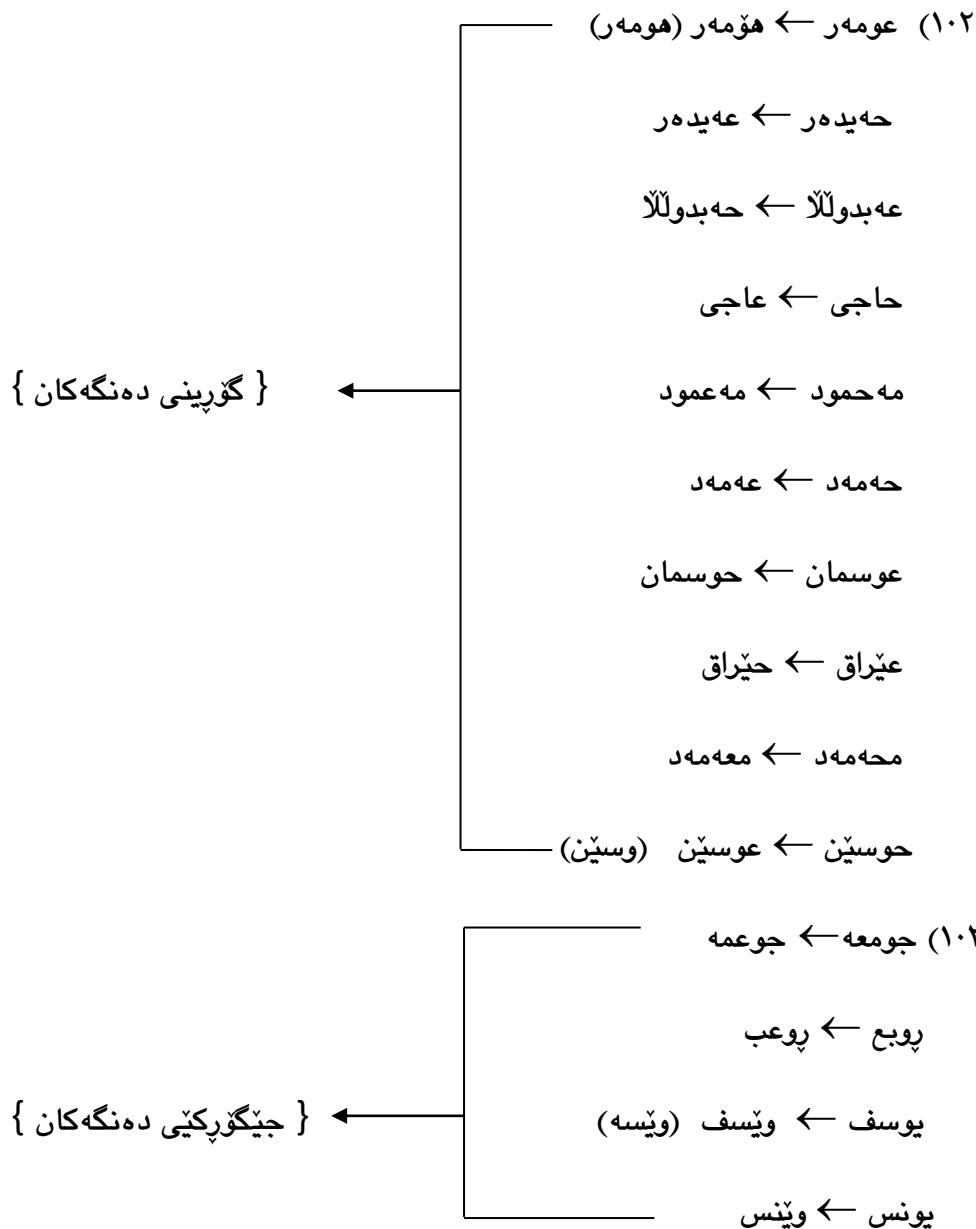 ١٠٢) عومەر ← هۆمەر (هومەر)
حەیدەر ← عەیدەر
عەبدوڵڵا ← حەبدوڵڵا
حاجی ← عاجی
مەحمود ← مەعمود
{ گۆڕینی دەنگەکان }
حەمەد ← عەمەد
عوسمان ← حوسمان
عێراق ← حێراق
محەمەد ← معەمەد
حوسێن ← عوسێن (وسێن)
١٠٢) جومعە ← جوعمە
ڕوبع ← ڕوعب
یوسف ← وێسف (وێسە)
{ جێگۆڕکێی دەنگەکان }
یونس ← وێنس